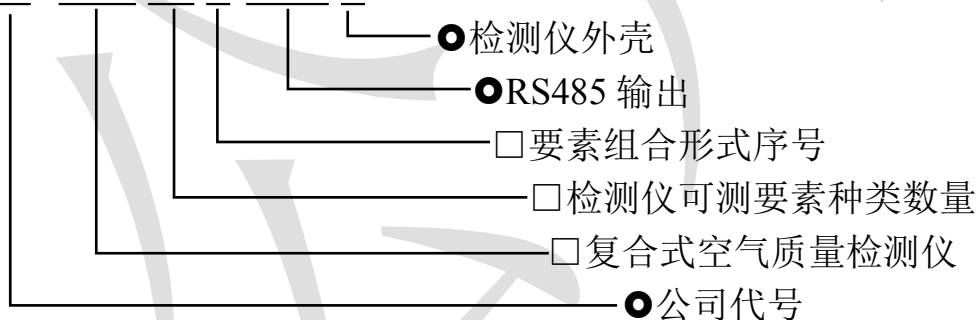 检测仪外壳
RS485 输出
□要素组合形式序号
□检测仪可测要素种类数量
□复合式空气质量检测仪
公司代号